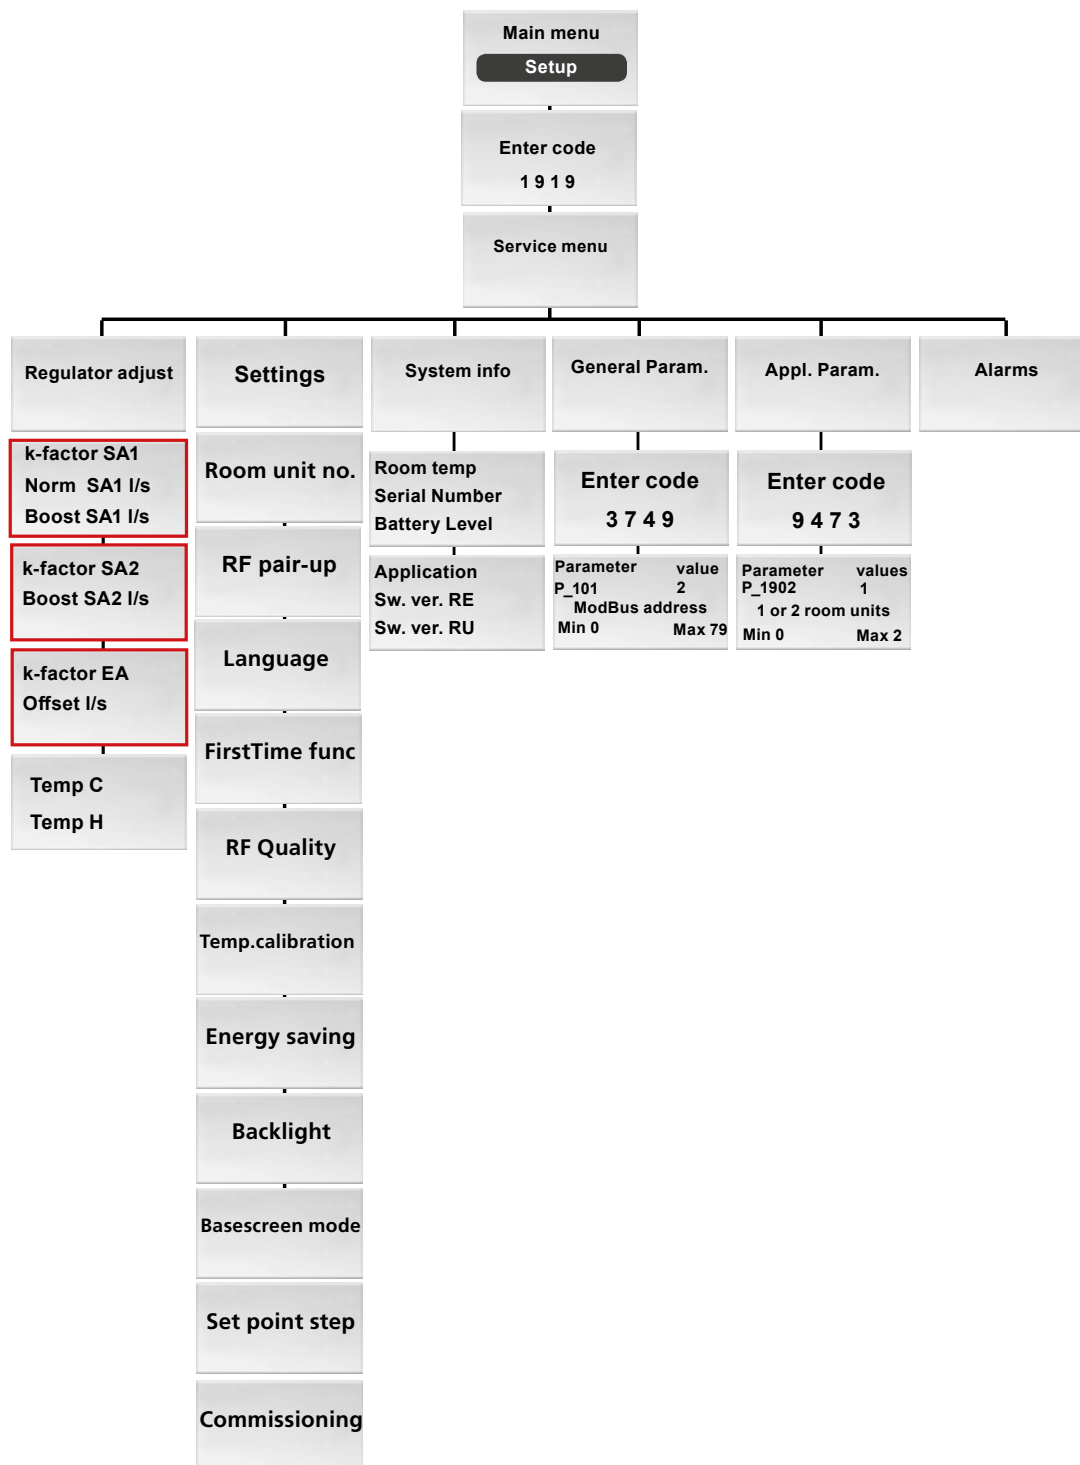 Main menu
Setup
Enter code
1 9 1 9
Service menu
Regulator adjust
k-factor SA1
Norm SA1 l/s
Boost SA1 l/s
k-factor SA2
Boost SA2 l/s
k-factor EA
Offset l/s
Temp C
Temp H
Settings
Room unit no.
RF pair-up
Language
FirstTime func
RF Quality
Temp.calibration
Energy saving
Backlight
Basescreen mode
Set point step
Commissioning
System info
Room temp
Serial Number
Battery Level
Application
Sw. ver. RE
Sw. ver. RU
General Param.
Enter code
3 7 4 9
Parameter value
P_101 2
ModBus address
Min 0 Max 79
Appl. Param.
Enter code
9 4 7 3
Parameter values
P_1902 1
1 or 2 room units
Min 0 Max 2
Alarms